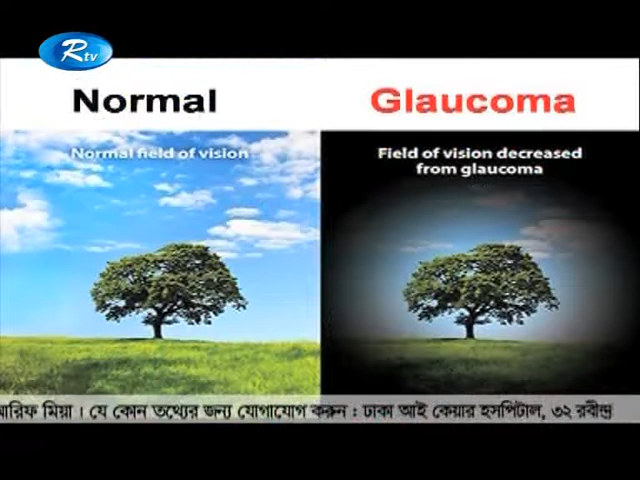 Rtv
Normal
Glaucoma
Normal field of vision
Field of vision decreased
from glaucoma
আরিফ মিয়া । যে কোন তথ্যের জন্য যোগাযোগ করুন : ঢাকা আই কেয়ার হসপিটাল, ৩২ রবীন্দ্র